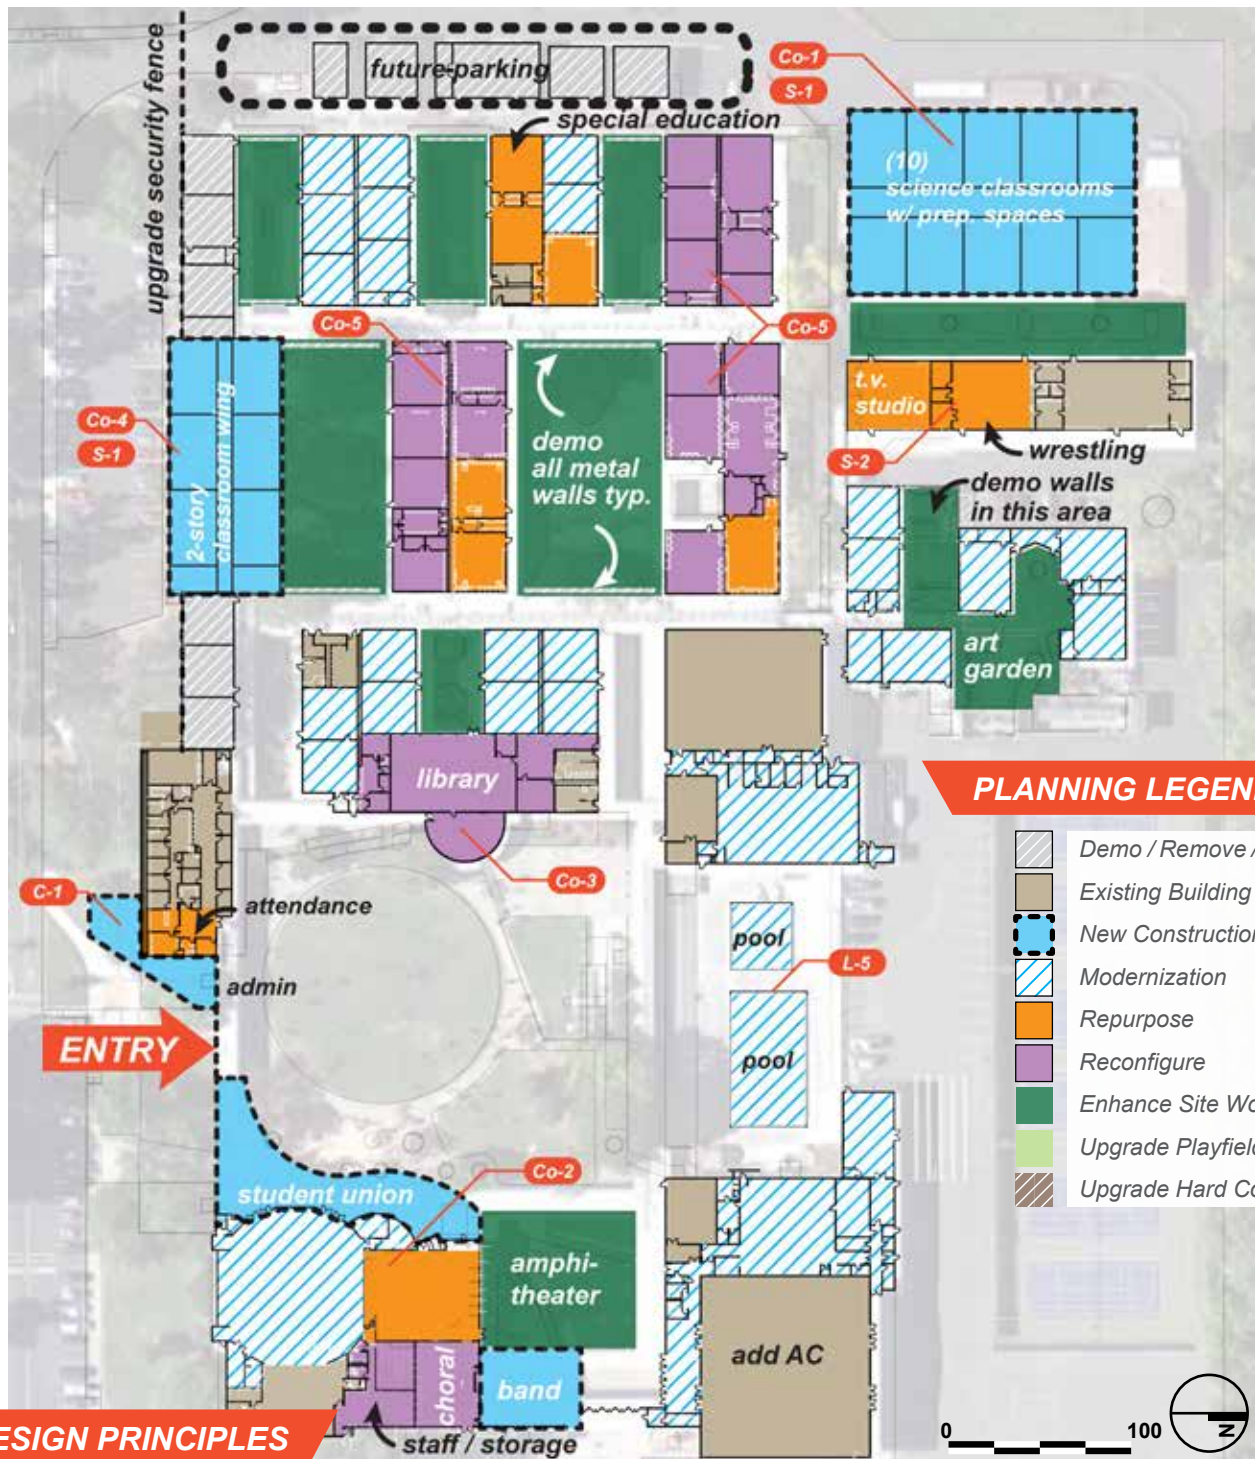 upgrade security fence
future parking
special education
Co-1
S-1
(10)
science classrooms
w/ prep. spaces
Co-5
Co-5
Co-4
S-1
2-story
classroom wing
demo
all metal
walls typ.
t.v.
studio
S-2
wrestling
demo walls
in this area
art
garden
library
Co-3
C-1
attendance
admin
ENTRY
pool
L-5
pool
PLANNING LEGEN
Demo / Remove /
Existing Building
New Construction
Modernization
Repurpose
Reconfigure
Enhance Site Wo
Upgrade Playfiel
Upgrade Hard Co
student union
Co-2
amphi-
theater
choral
band
add AC
staff / storage
ESIGN PRINCIPLES
0
100
N